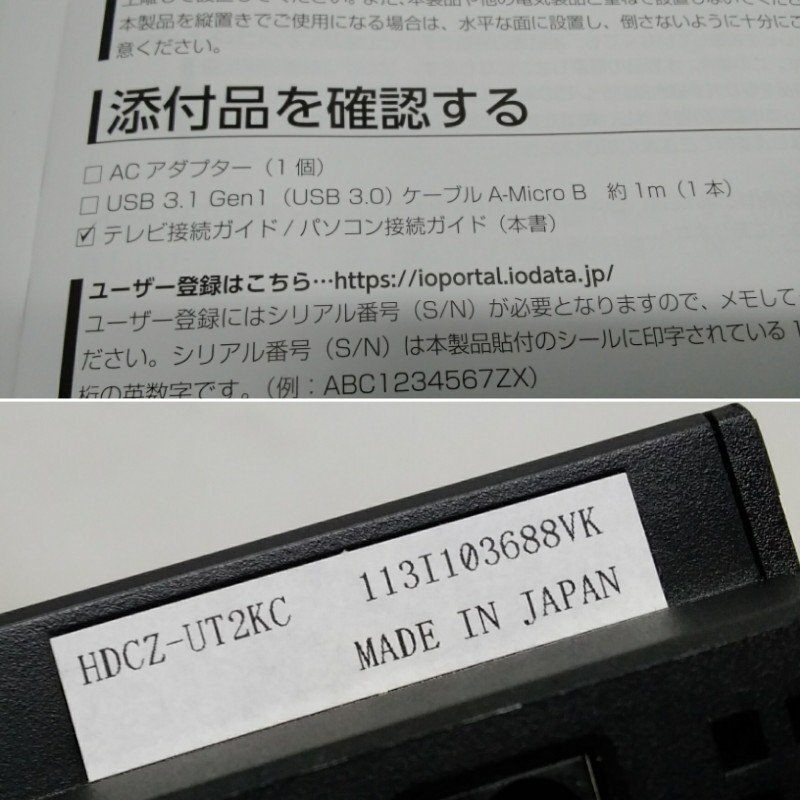 本製品を縦置きでご使用になる場合は、水平な面に設置し、倒さないように十分にご
意ください。
添付品を確認する
□ AC アダプター（1 個）
□ USB 3.1 Gen1（USB 3.0) ケーブル A-Micro B 約 1m（1 本）
☑ テレビ接続ガイド / パソコン接続ガイド（本書）
ユーザー登録はこちら…https://ioportal.iodata.jp/
ユーザー登録にはシリアル番号（S/N）が必要となりますので、メモして
ださい。シリアル番号（S/N）は本製品貼付のシールに印字されている 1
桁の英数字です。（例：ABC1234567ZX）
HDCZ-UT2KC 113I103688VK
MADE IN JAPAN